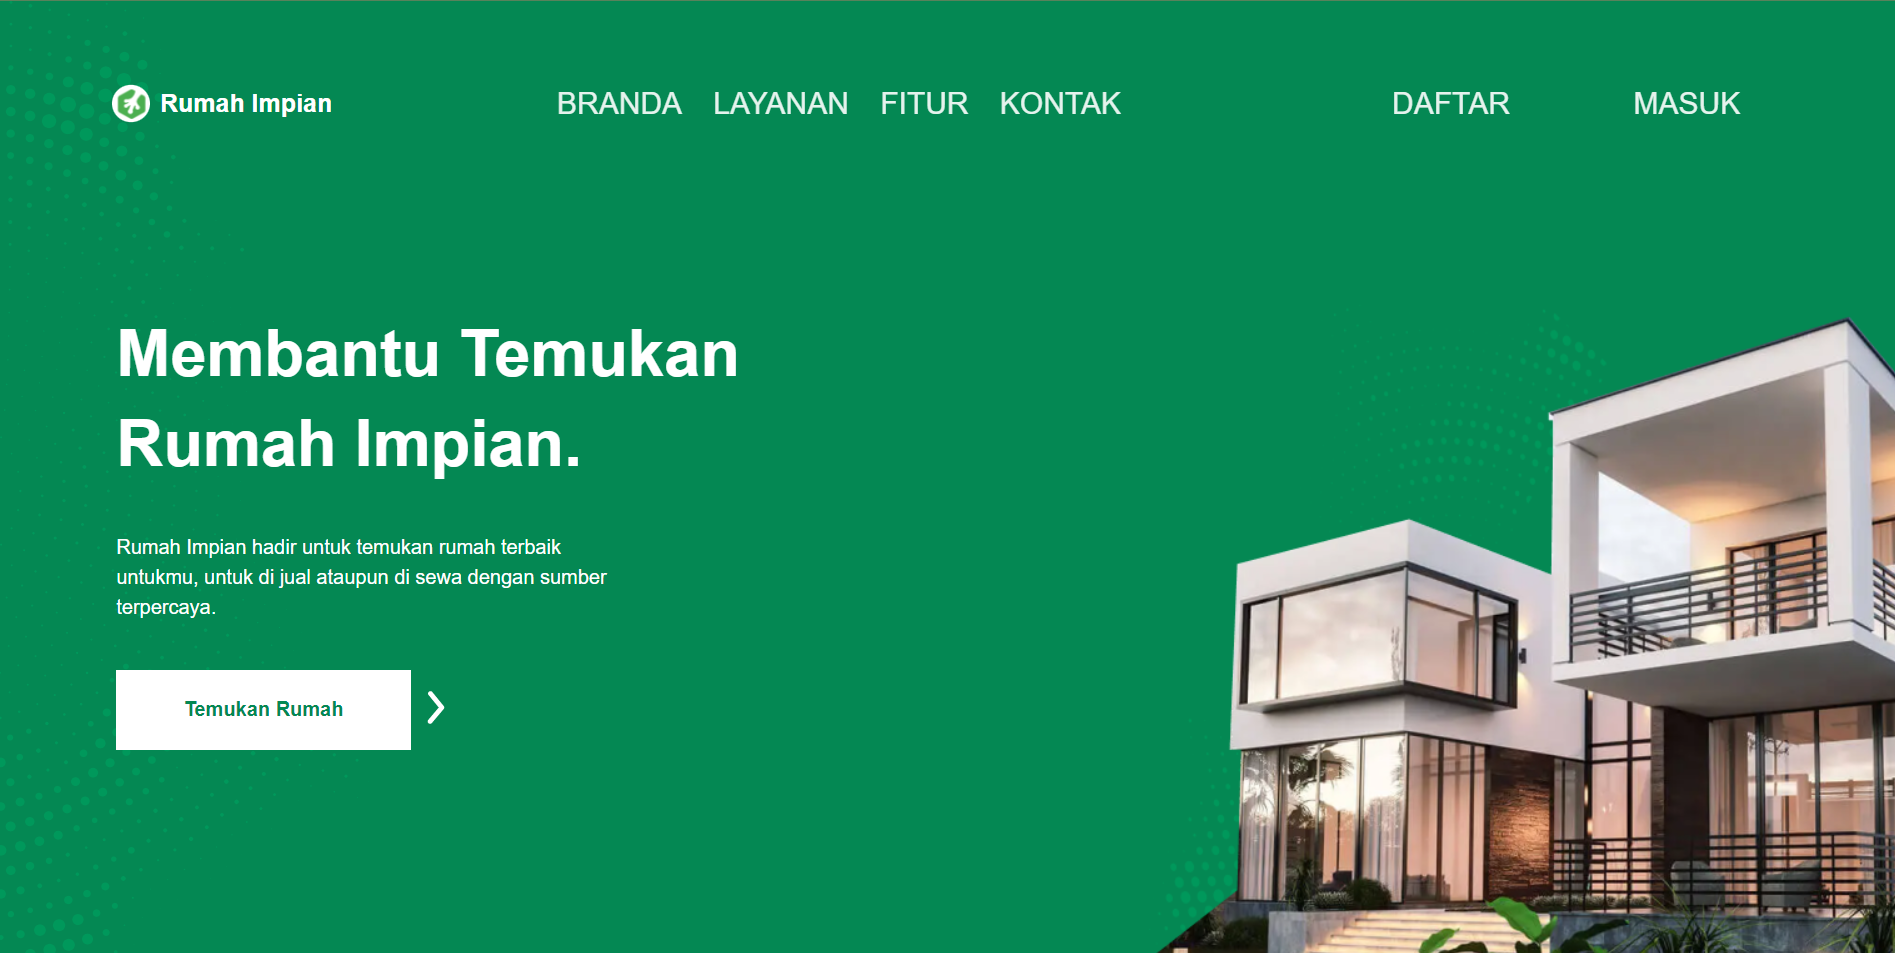 Rumah Impian
BRANDA LAYANAN FITUR KONTAK
DAFTAR MASUK
Membantu Temukan
Rumah Impian.
Rumah Impian hadir untuk temukan rumah terbaik
untukmu, untuk di jual ataupun di sewa dengan sumber
terpercaya.
Temukan Rumah